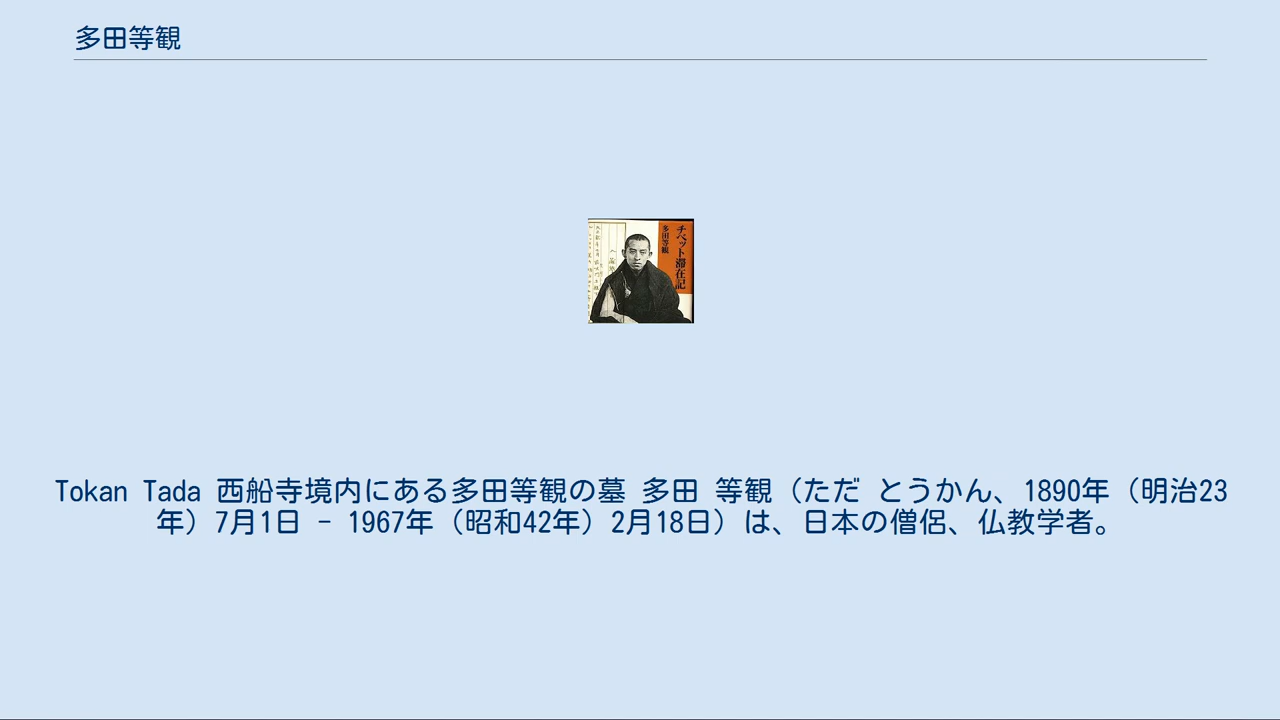 多田等観
チベット滞在記
多田等観
Tokan Tada 西船寺境内にある多田等観の墓 多田 等観（ただ とうかん、1890年（明治23
年）7月1日 - 1967年（昭和42年）2月18日）は、日本の僧侶、仏教学者。